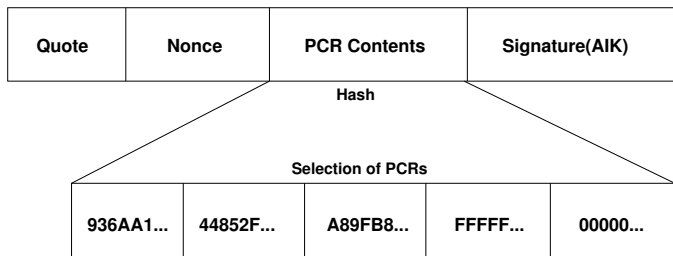 Quote Nonce PCR Contents Signature(AIK)
Hash
Selection of PCRs
936AA1... 44852F... A89FB8... FFFFF... 00000...